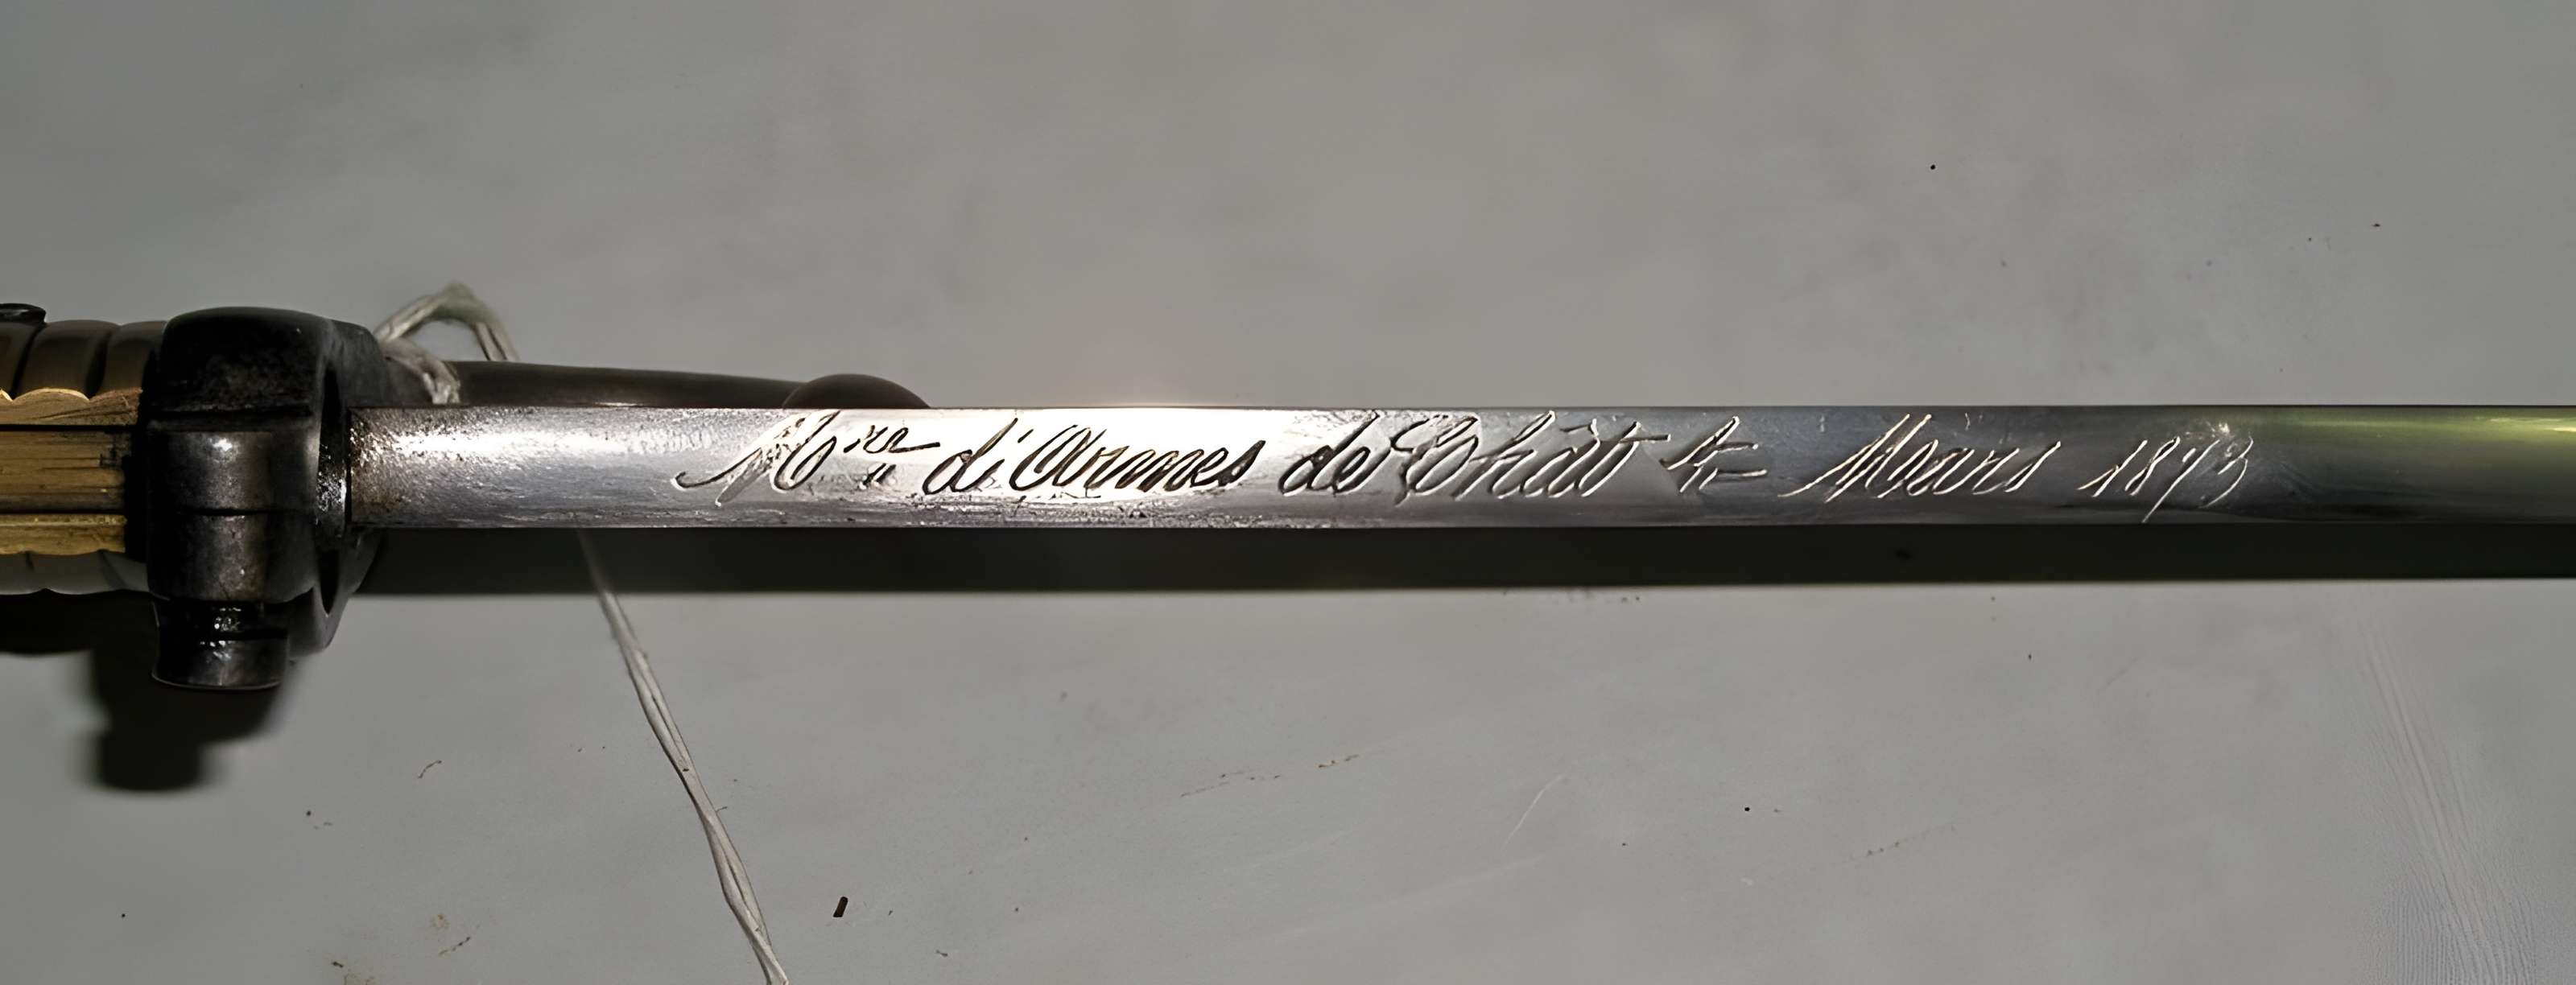 Mre d'Armes de Chât - Mars 1873